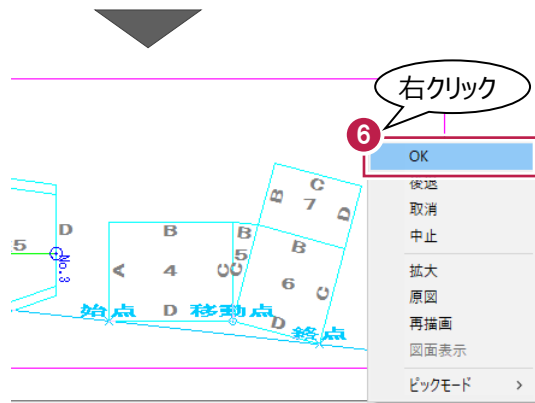 右クリック
6
OK
後退
取消
中止
拡大
原図
再描画
図面表示
ピックモード >
B C 7 D
5 D No.3
A B 4 C D
B 5 C
B 6 C D
始点 移動点 終点